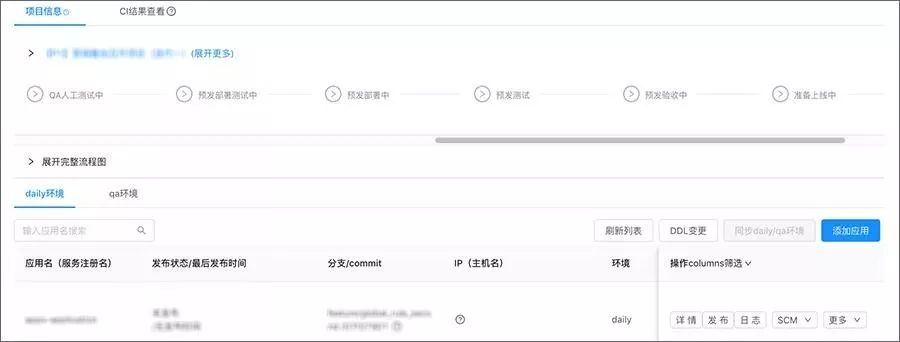 项目信息 CI结果查看
(展开更多)
QA人工测试中 预发部署测试中 预发部署中 预发测试 预发验收中 准备上线中
展开完整流程图
daily环境 qa环境
输入应用名搜索 刷新列表 DDL变更 同步daily/qa环境 添加应用
应用名（服务注册名） 发布状态/最后发布时间 分支/commit IP（主机名） 环境 操作columns筛选
daily 详情 发布 日志 SCM 更多